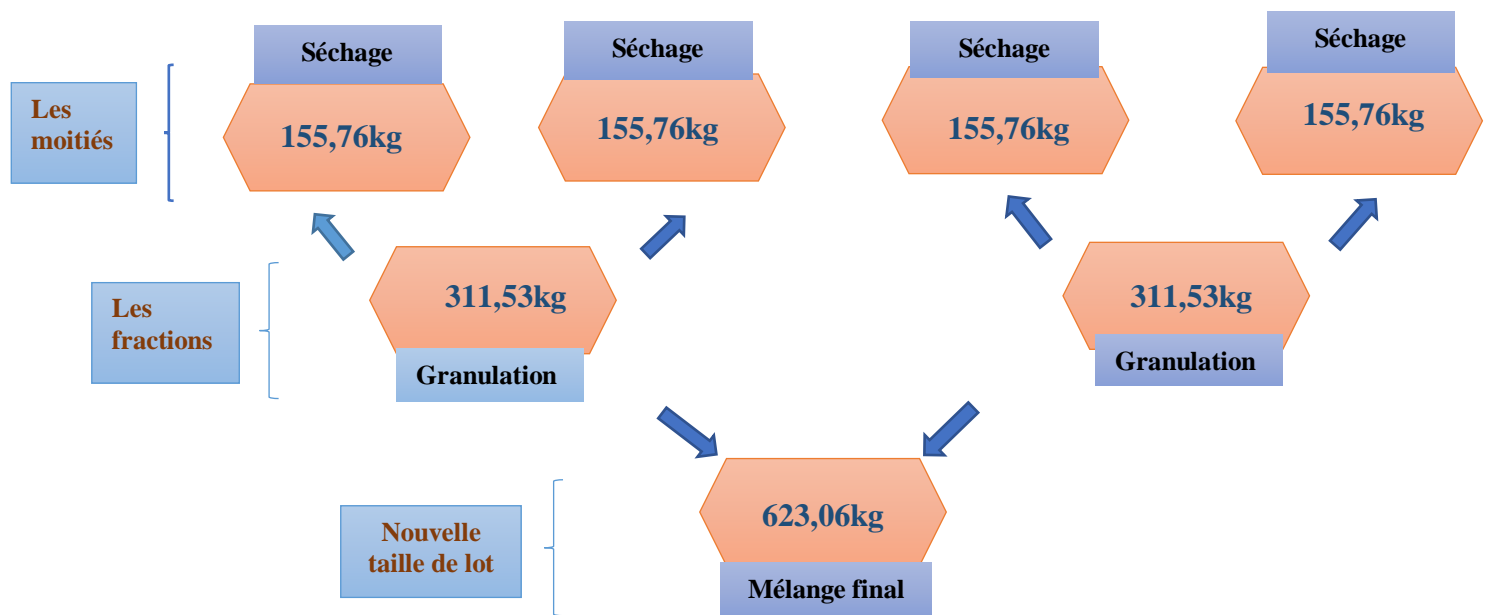 Séchage
Séchage
Séchage
Séchage
Les
moitiés
155,76kg
155,76kg
155,76kg
155,76kg
Les
fractions
311,53kg
311,53kg
Granulation
Granulation
Nouvelle
taille de lot
623,06kg
Mélange final